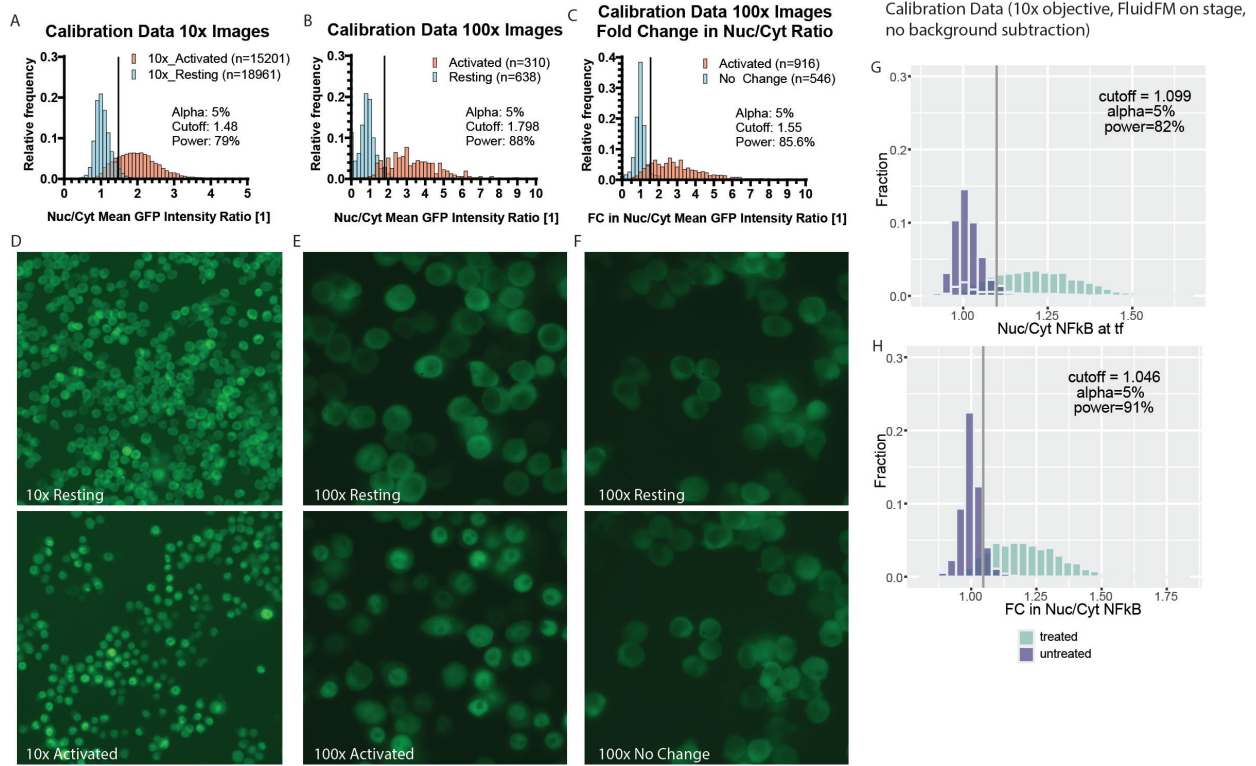 A
Calibration Data 10x Images
0.3
0.2
0.1
0.0
Relative frequency
10x_Activated (n=15201)
10x_Resting (n=18961)
Alpha: 5%
Cutoff: 1.48
Power: 79%
0 1 2 3 4 5
Nuc/Cyt Mean GFP Intensity Ratio [1]
B
Calibration Data 100x Images
0.3
0.2
0.1
0.0
Relative frequency
Activated (n=310)
Resting (n=638)
Alpha: 5%
Cutoff: 1.798
Power: 88%
0 1 2 3 4 5 6 7 8 9 10
Nuc/Cyt Mean GFP Intensity Ratio [1]
C
Calibration Data 100x Images
Fold Change in Nuc/Cyt Ratio
0.4
0.3
0.2
0.1
0.0
Relative frequency
Activated (n=916)
No Change (n=546)
Alpha: 5%
Cutoff: 1.55
Power: 85.6%
0 1 2 3 4 5 6 7 8 9 10
FC in Nuc/Cyt Mean GFP Intensity Ratio [1]
D
10x Resting
10x Activated
E
100x Resting
100x Activated
F
100x Resting
100x No Change
Calibration Data (10x objective, FluidFM on stage,
no background subtraction)
G
0.3
0.2
0.1
0.0
Fraction
cutoff = 1.099
alpha=5%
power=82%
1.00 1.25 1.50
Nuc/Cyt NFkB at tf
H
0.3
0.2
0.1
0.0
Fraction
cutoff = 1.046
alpha=5%
power=91%
1.00 1.25 1.50 1.75
FC in Nuc/Cyt NFkB
treated
untreated